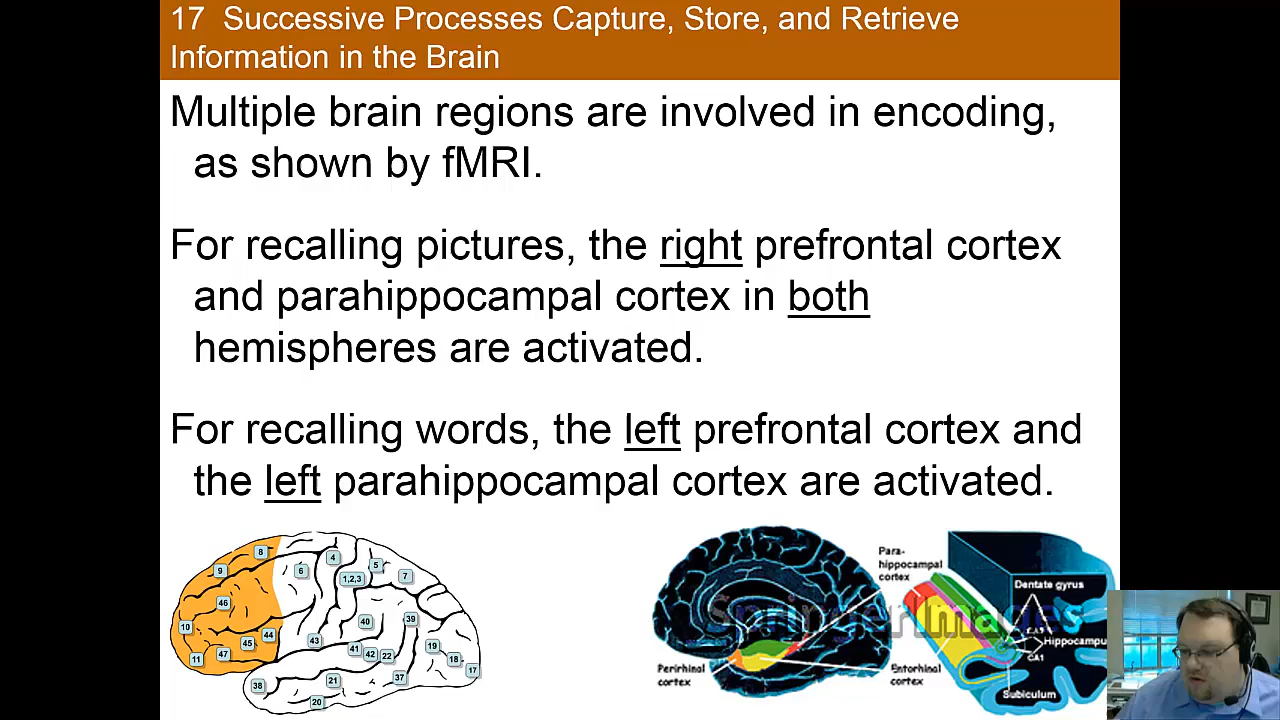 17 Successive Processes Capture, Store, and Retrieve
Information in the Brain
Multiple brain regions are involved in encoding,
as shown by fMRI.
For recalling pictures, the right prefrontal cortex
and parahippocampal cortex in both
hemispheres are activated.
For recalling words, the left prefrontal cortex and
the left parahippocampal cortex are activated.
8
9
6
4
5
1,2,3
7
46
10
40
39
44
45
43
47
11
41
42
22
19
18
17
38
21
37
20
Para-
hippocampal
cortex
Dentate gyrus
SpringerImages
CA3
Hippocampus
CA1
Perirhinal
cortex
Entorhinal
cortex
Subiculum